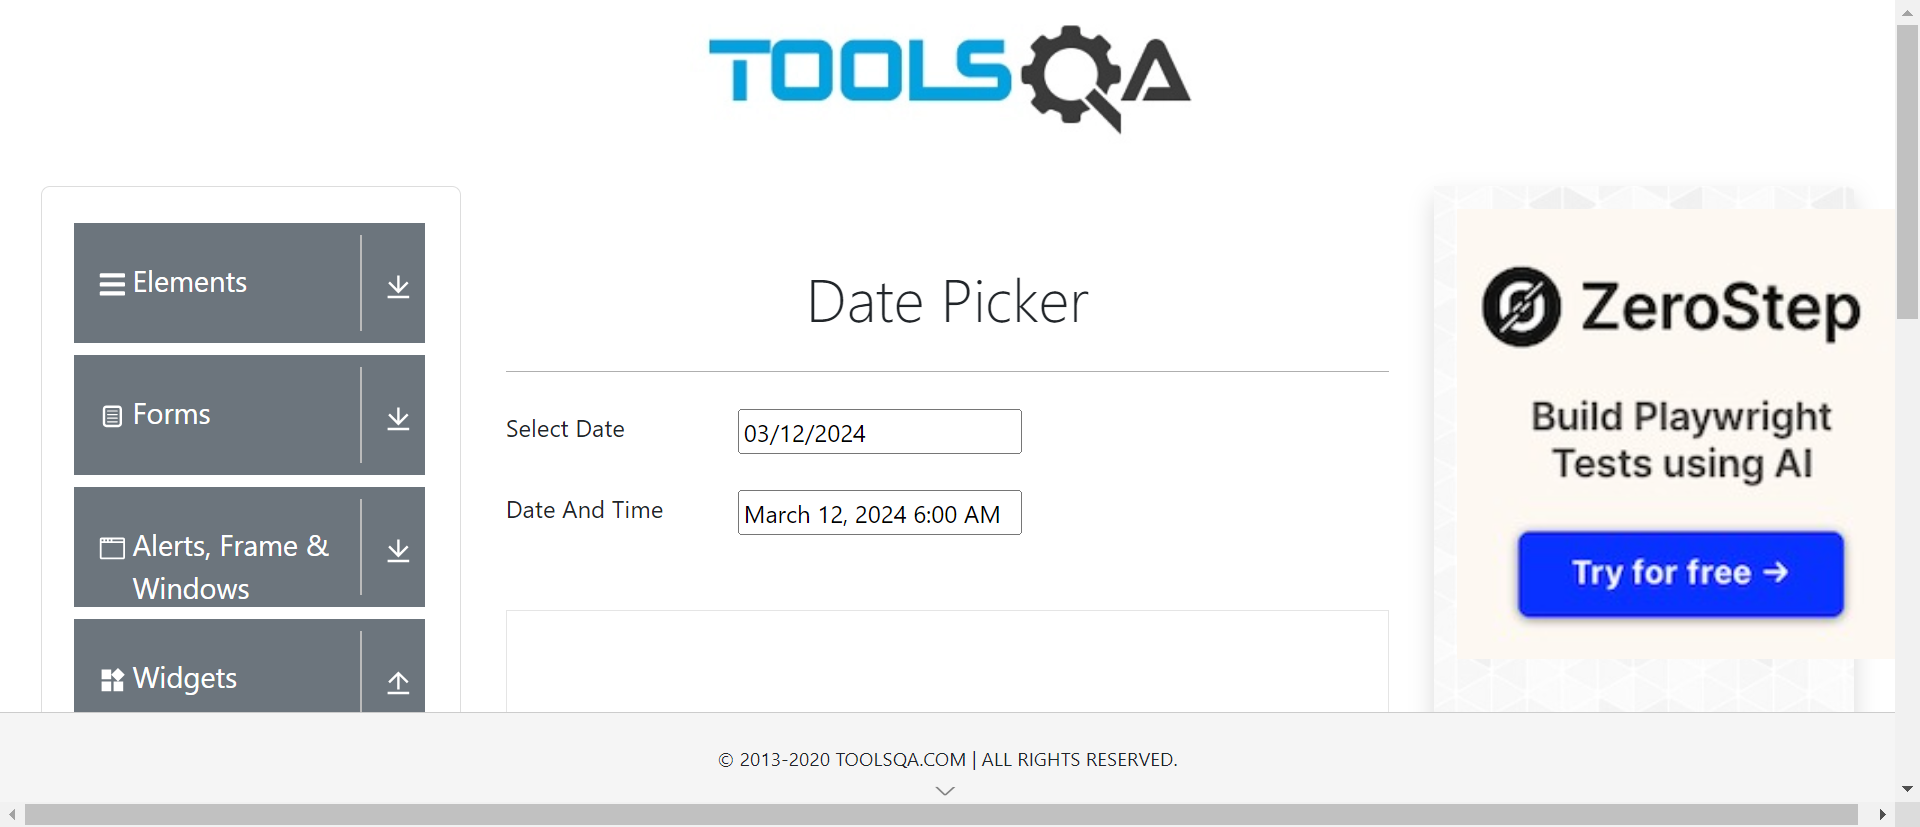 TOOLSQA
Elements
Forms
Alerts, Frame &
Windows
Widgets
Date Picker
Select Date
03/12/2024
Date And Time
March 12, 2024 6:00 AM
ZeroStep
Build Playwright
Tests using AI
Try for free →
© 2013-2020 TOOLSQA.COM | ALL RIGHTS RESERVED.